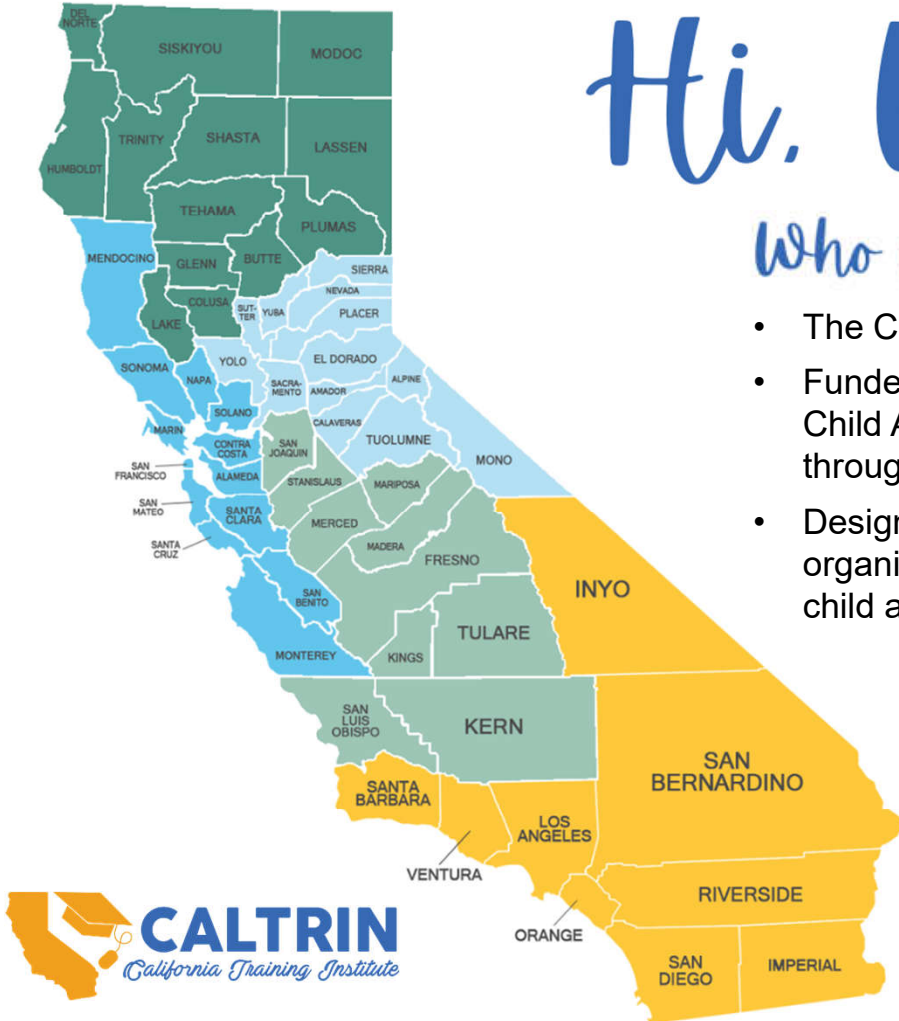 DEL
NORTE
SISKIYOU
MODOC
HUMBOLDT
TRINITY
SHASTA
LASSEN
TEHAMA
PLUMAS
MENDOCINO
GLENN
BUTTE
SIERRA
NEVADA
COLUSA
SUT-
TER
YUBA
PLACER
LAKE
SONOMA
NAPA
YOLO
EL DORADO
SACRA-
MENTO
AMADOR
ALPINE
SOLANO
MARIN
CALAVERAS
TUOLUMNE
CONTRA
COSTA
SAN
JOAQUIN
MONO
SAN
FRANCISCO
ALAMEDA
STANISLAUS
MARIPOSA
SAN
MATEO
SANTA
CLARA
MERCED
SANTA
CRUZ
MADERA
FRESNO
SAN
BENITO
INYO
MONTEREY
KINGS
TULARE
SAN
LUIS
OBISPO
KERN
SANTA
BARBARA
SAN
BERNARDINO
LOS
ANGELES
VENTURA
RIVERSIDE
ORANGE
SAN
DIEGO
IMPERIAL
CALTRIN
California Training Institute
Hi,
Who
• The C
• Funde
Child A
throug
• Design
organi
child a